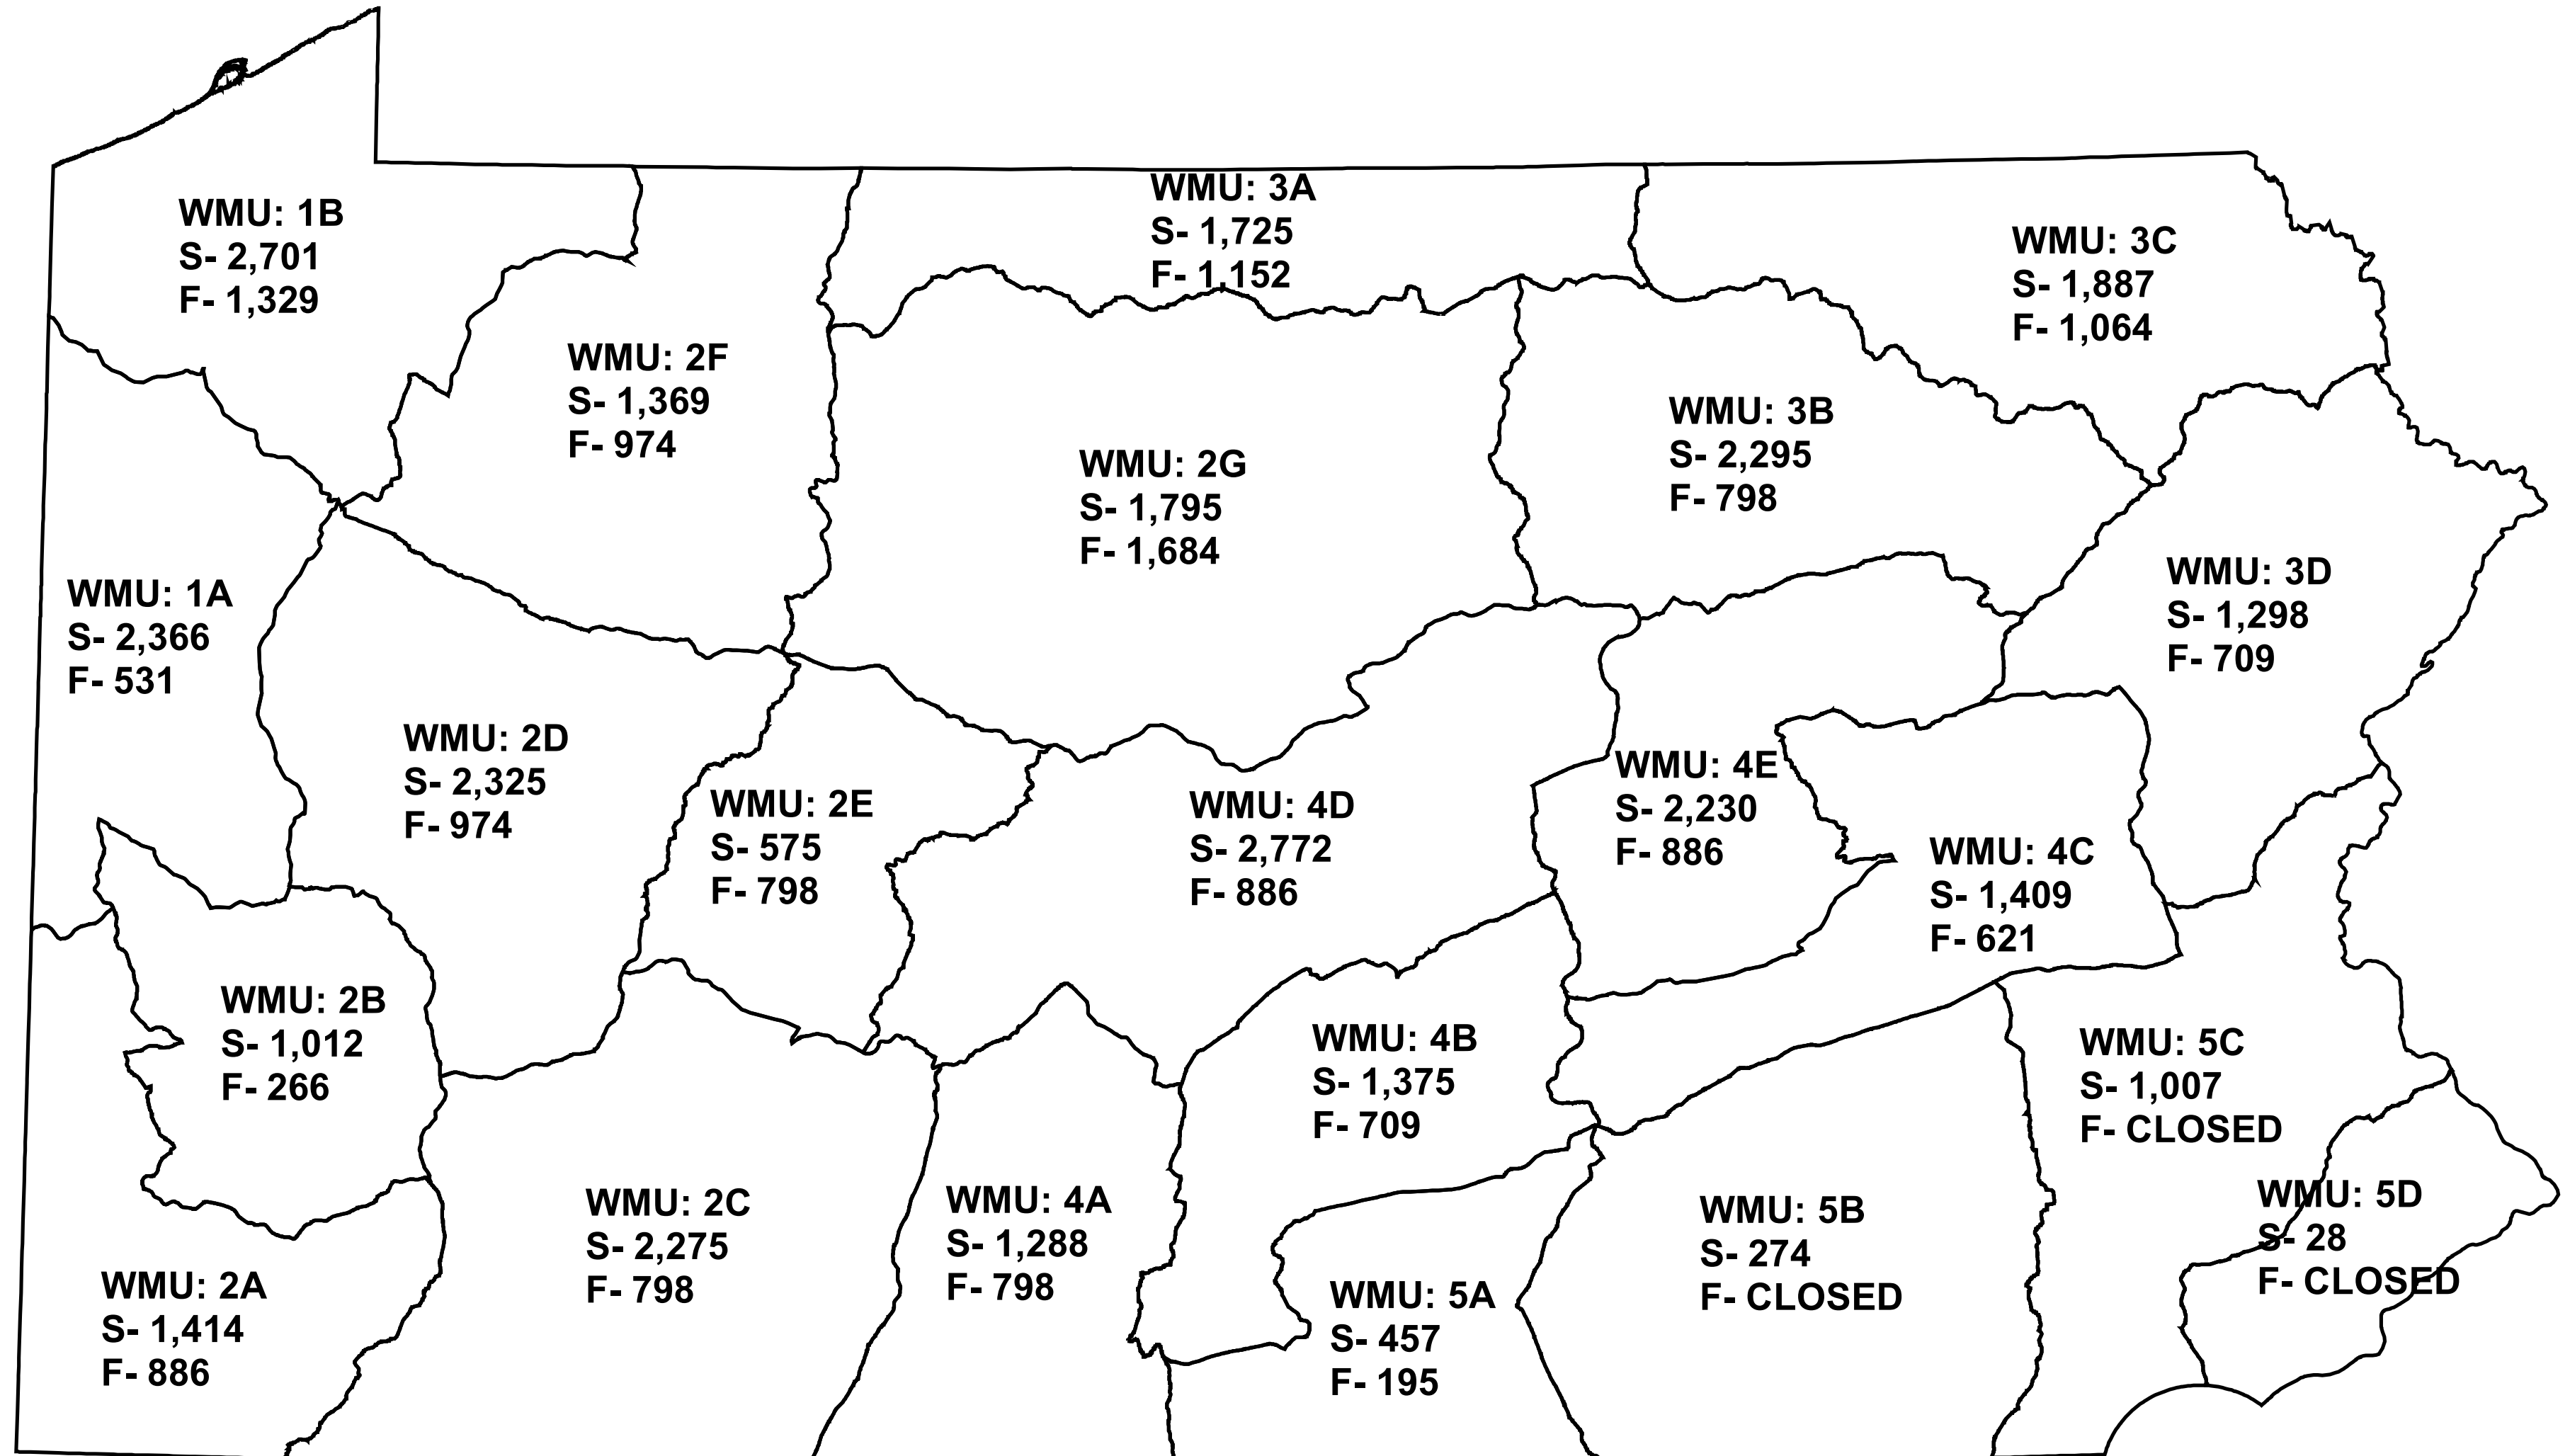 WMU: 1B
S- 2,701
F- 1,329
WMU: 3A
S- 1,725
F- 1,152
WMU: 3C
S- 1,887
F- 1,064
WMU: 2F
S- 1,369
F- 974
WMU: 3B
S- 2,295
F- 798
WMU: 2G
S- 1,795
F- 1,684
WMU: 3D
S- 1,298
F- 709
WMU: 1A
S- 2,366
F- 531
WMU: 2D
S- 2,325
F- 974
WMU: 2E
S- 575
F- 798
WMU: 4D
S- 2,772
F- 886
WMU: 4E
S- 2,230
F- 886
WMU: 4C
S- 1,409
F- 621
WMU: 2B
S- 1,012
F- 266
WMU: 4B
S- 1,375
F- 709
WMU: 5C
S- 1,007
F- CLOSED
WMU: 5D
S- 28
F- CLOSED
WMU: 2C
S- 2,275
F- 798
WMU: 4A
S- 1,288
F- 798
WMU: 5B
S- 274
F- CLOSED
WMU: 2A
S- 1,414
F- 886
WMU: 5A
S- 457
F- 195